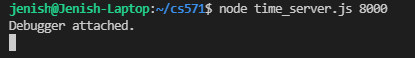 jenish@Jenish-Laptop:~/cs571$ node time_server.js 8000
Debugger attached.